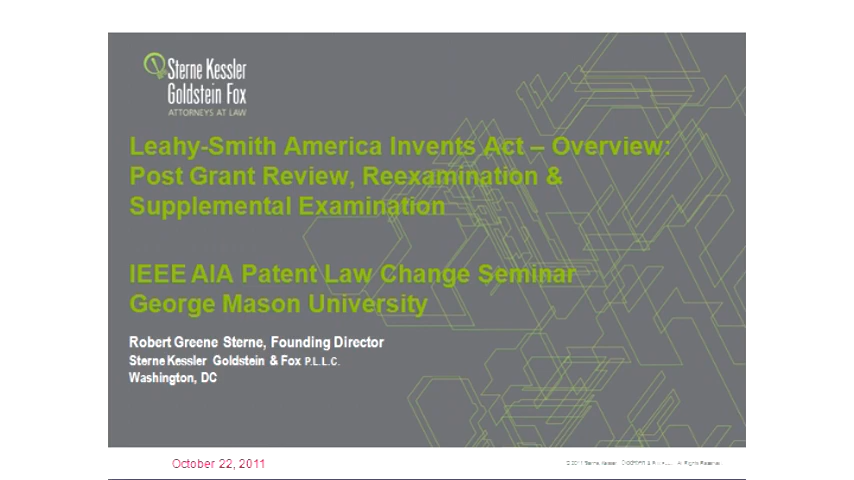 Sterne Kessler
Goldstein Fox
ATTORNEYS AT LAW
Leahy-Smith America Invents Act – Overview:
Post Grant Review, Reexamination &
Supplemental Examination
IEEE AIA Patent Law Change Seminar
George Mason University
Robert Greene Sterne, Founding Director
Sterne Kessler Goldstein & Fox P.L.L.C.
Washington, DC
October 22, 2011